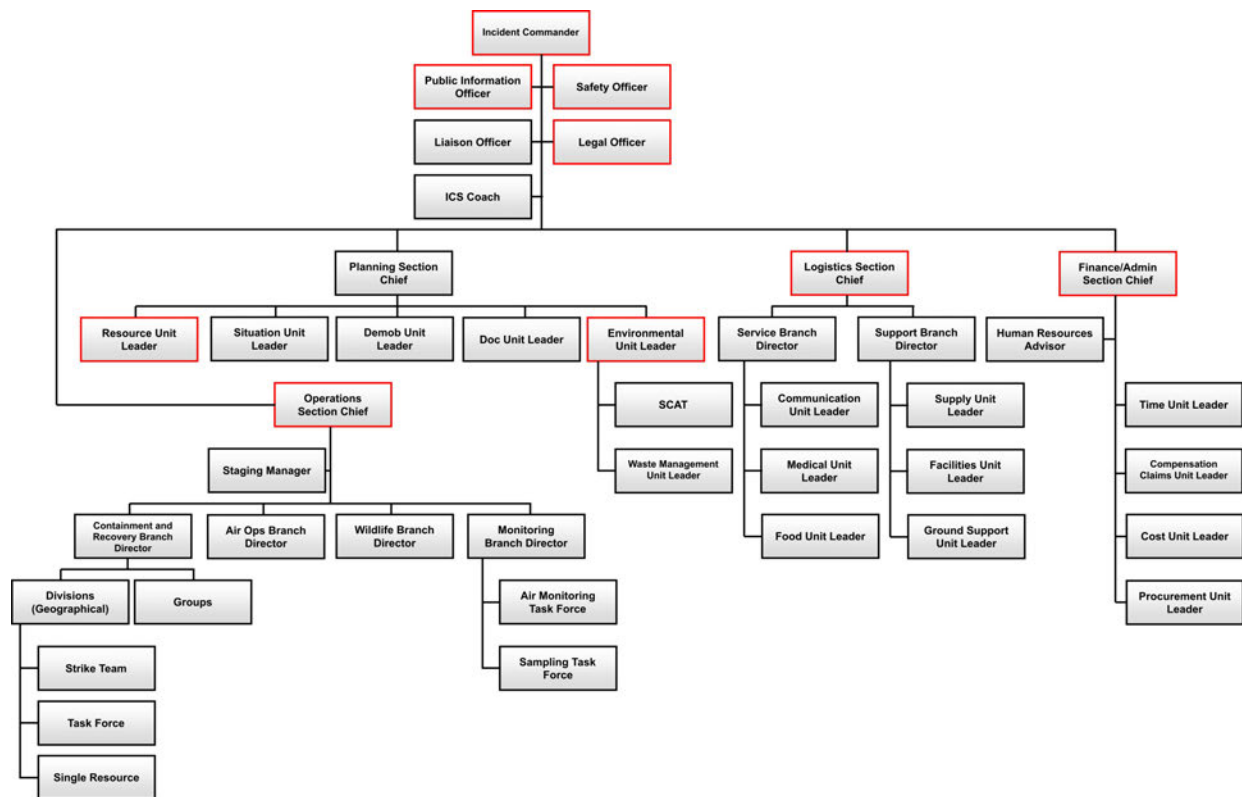 Incident Commander
Public Information
Officer
Safety Officer
Liaison Officer
Legal Officer
ICS Coach
Planning Section
Chief
Logistics Section
Chief
Finance/Admin
Section Chief
Resource Unit
Leader
Situation Unit
Leader
Demob Unit
Leader
Doc Unit Leader
Environmental
Unit Leader
Service Branch
Director
Support Branch
Director
Human Resources
Advisor
Operations
Section Chief
SCAT
Communication
Unit Leader
Supply Unit
Leader
Time Unit Leader
Staging Manager
Waste Management
Unit Leader
Medical Unit
Leader
Facilities Unit
Leader
Compensation
Claims Unit Leader
Containment and
Recovery Branch
Director
Air Ops Branch
Director
Wildlife Branch
Director
Monitoring
Branch Director
Food Unit Leader
Ground Support
Unit Leader
Cost Unit Leader
Divisions
(Geographical)
Groups
Air Monitoring
Task Force
Procurement Unit
Leader
Strike Team
Sampling Task
Force
Task Force
Single Resource